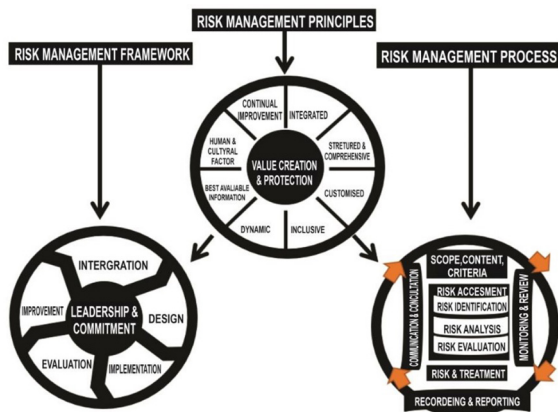 RISK MANAGEMENT PRINCIPLES
RISK MANAGEMENT FRAMEWORK
RISK MANAGEMENT PROCESS
CONTINUAL
IMPROVEMENT
INTEGRATED
HUMAN &
CULTYRAL
FACTOR
STRETURED &
COMPREHENSIVE
VALUE CREATION
& PROTECTION
BEST AVALIABLE
INFORMATION
CUSTOMISED
DYNAMIC
INCLUSIVE
INTERGRATION
IMPROVEMENT
LEADERSHIP &
COMMITMENT
DESIGN
EVALUATION
IMPLEMENTATION
SCOPE,CONTENT,
CRITERIA
COMMUNICATION & CONCULTATION
RISK ACCESMENT
RISK IDENTIFICATION
RISK ANALYSIS
RISK EVALUATION
MONITORING & REVIEW
RISK & TREATMENT
RECORDEING & REPORTING